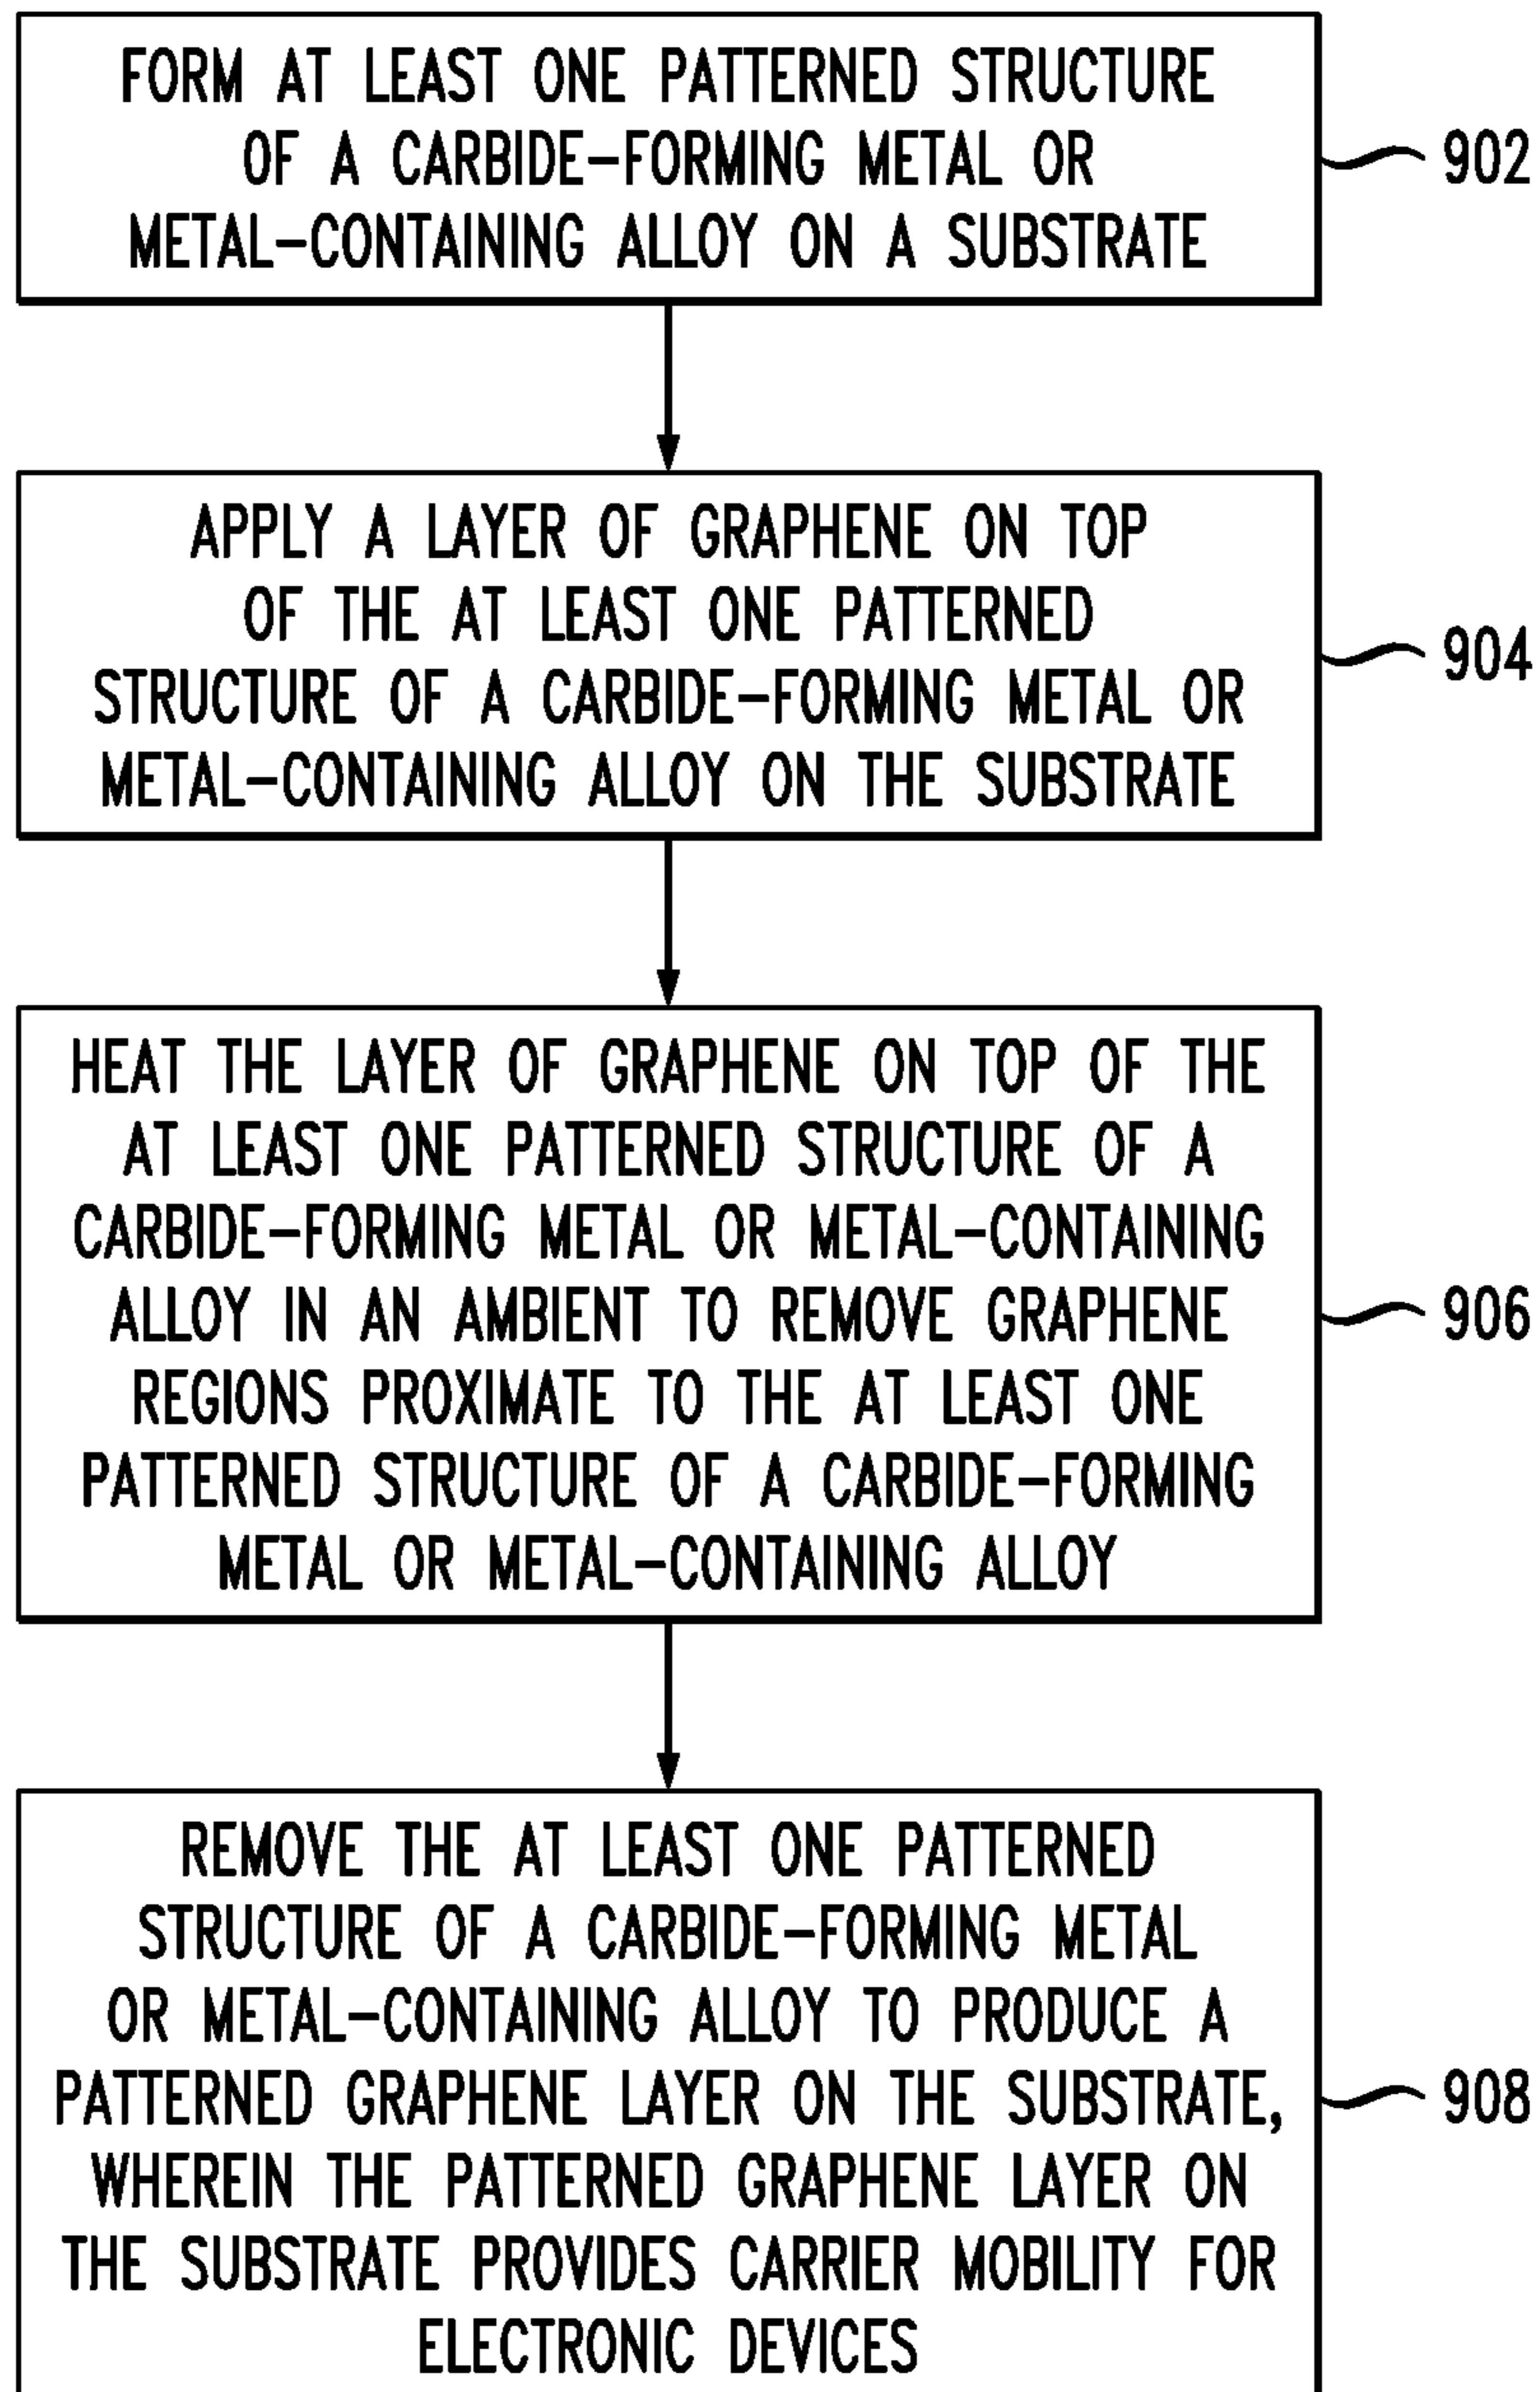 FORM AT LEAST ONE PATTERNED STRUCTURE
OF A CARBIDE-FORMING METAL OR
METAL-CONTAINING ALLOY ON A SUBSTRATE
902
APPLY A LAYER OF GRAPHENE ON TOP
OF THE AT LEAST ONE PATTERNED
STRUCTURE OF A CARBIDE-FORMING METAL OR
METAL-CONTAINING ALLOY ON THE SUBSTRATE
904
HEAT THE LAYER OF GRAPHENE ON TOP OF THE
AT LEAST ONE PATTERNED STRUCTURE OF A
CARBIDE-FORMING METAL OR METAL-CONTAINING
ALLOY IN AN AMBIENT TO REMOVE GRAPHENE
REGIONS PROXIMATE TO THE AT LEAST ONE
PATTERNED STRUCTURE OF A CARBIDE-FORMING
METAL OR METAL-CONTAINING ALLOY
906
REMOVE THE AT LEAST ONE PATTERNED
STRUCTURE OF A CARBIDE-FORMING METAL
OR METAL-CONTAINING ALLOY TO PRODUCE A
PATTERNED GRAPHENE LAYER ON THE SUBSTRATE,
WHEREIN THE PATTERNED GRAPHENE LAYER ON
THE SUBSTRATE PROVIDES CARRIER MOBILITY FOR
ELECTRONIC DEVICES
908